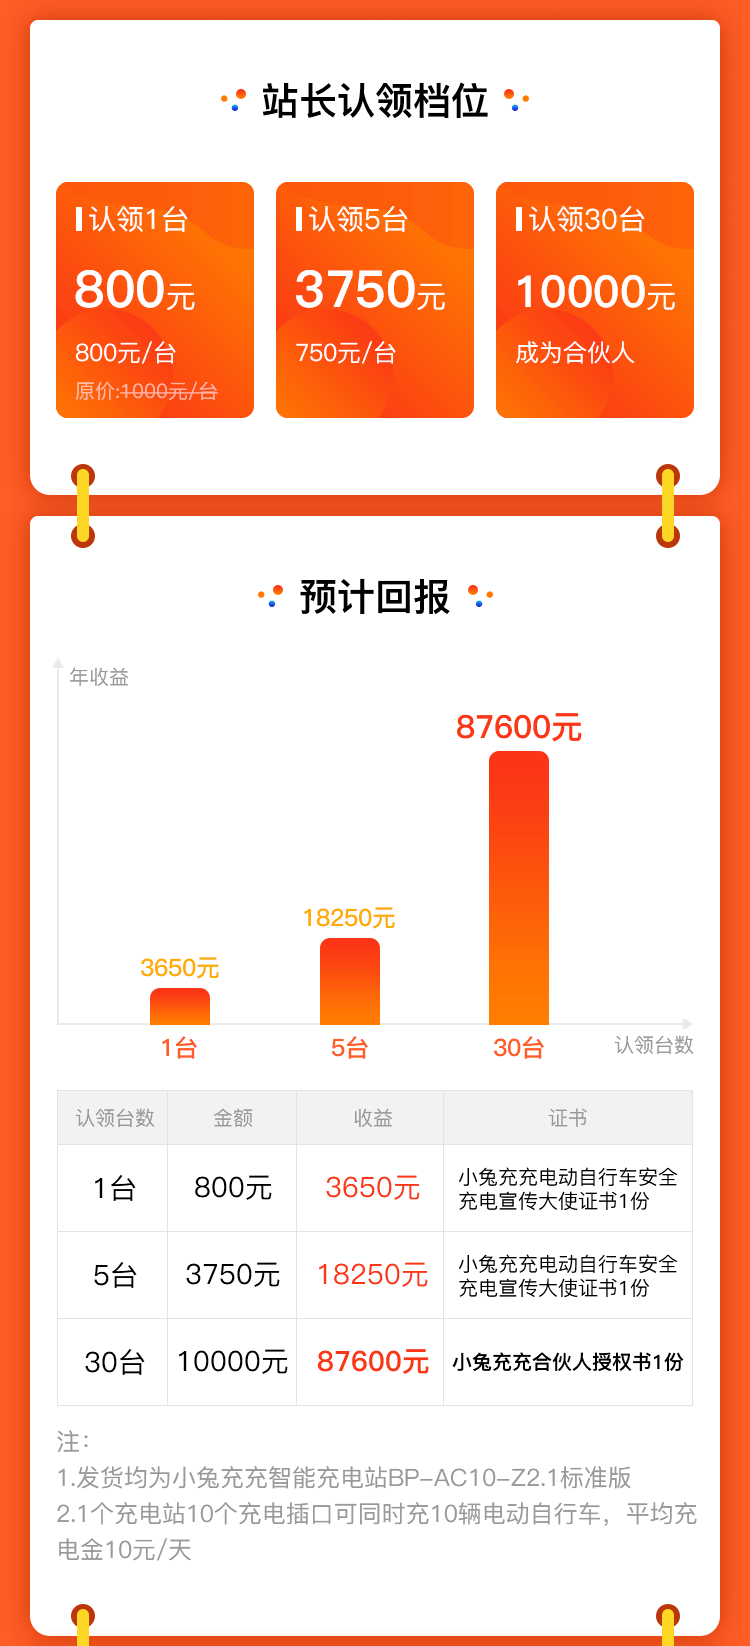 站长认领档位
认领1台
800元
800元/台
原价:1000元/台
认领5台
3750元
750元/台
认领30台
10000元
成为合伙人
预计回报
年收益
87600元
18250元
3650元
1台
5台
30台
认领台数
认领台数 金额 收益 证书
1台 800元 3650元 小兔充充电动自行车安全
充电宣传大使证书1份
5台 3750元 18250元 小兔充充电动自行车安全
充电宣传大使证书1份
30台 10000元 87600元 小兔充充合伙人授权书1份
注：
1.发货均为小兔充充智能充电站BP-AC10-Z2.1标准版
2.1个充电站10个充电插口可同时充10辆电动自行车，平均充
电金10元/天